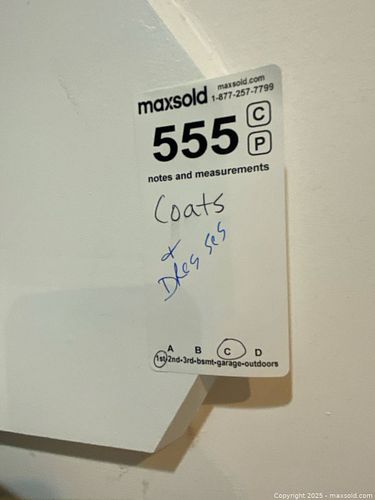 maxsold.com
maxsold 1-877-257-7799
555 C
P
notes and measurements
Coats
+
Dresses
A B C D
1st-2nd-3rd-bsmt-garage-outdoors
Copyright 2025 - maxsold.com